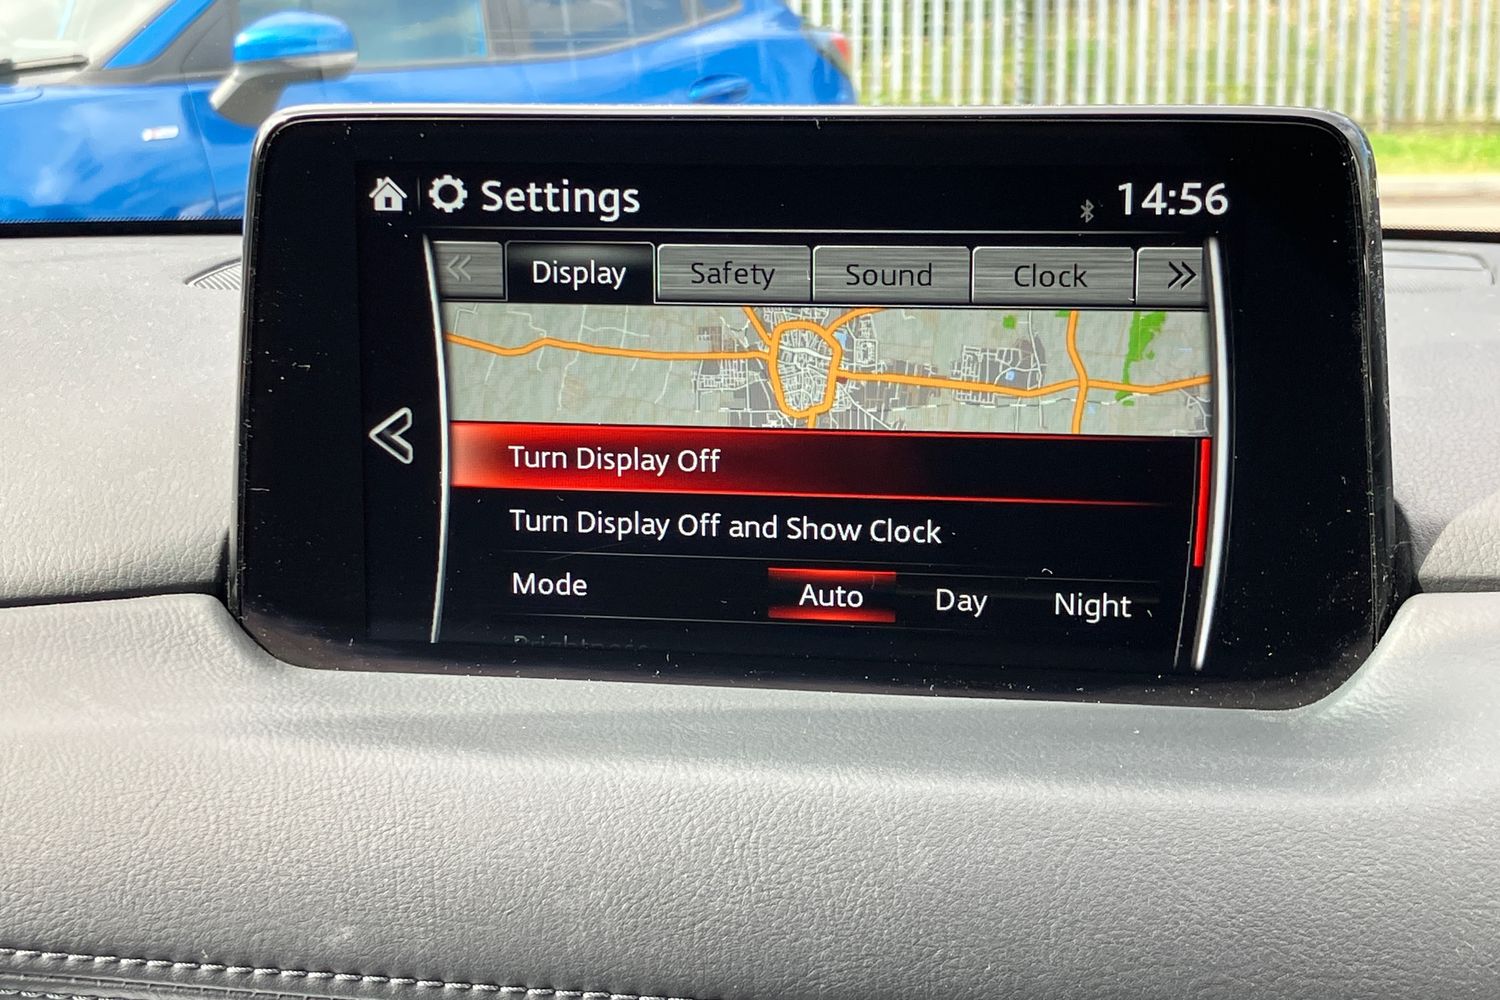 Settings 14:56
Display Safety Sound Clock
Turn Display Off
Turn Display Off and Show Clock
Mode Auto Day Night
Brightness